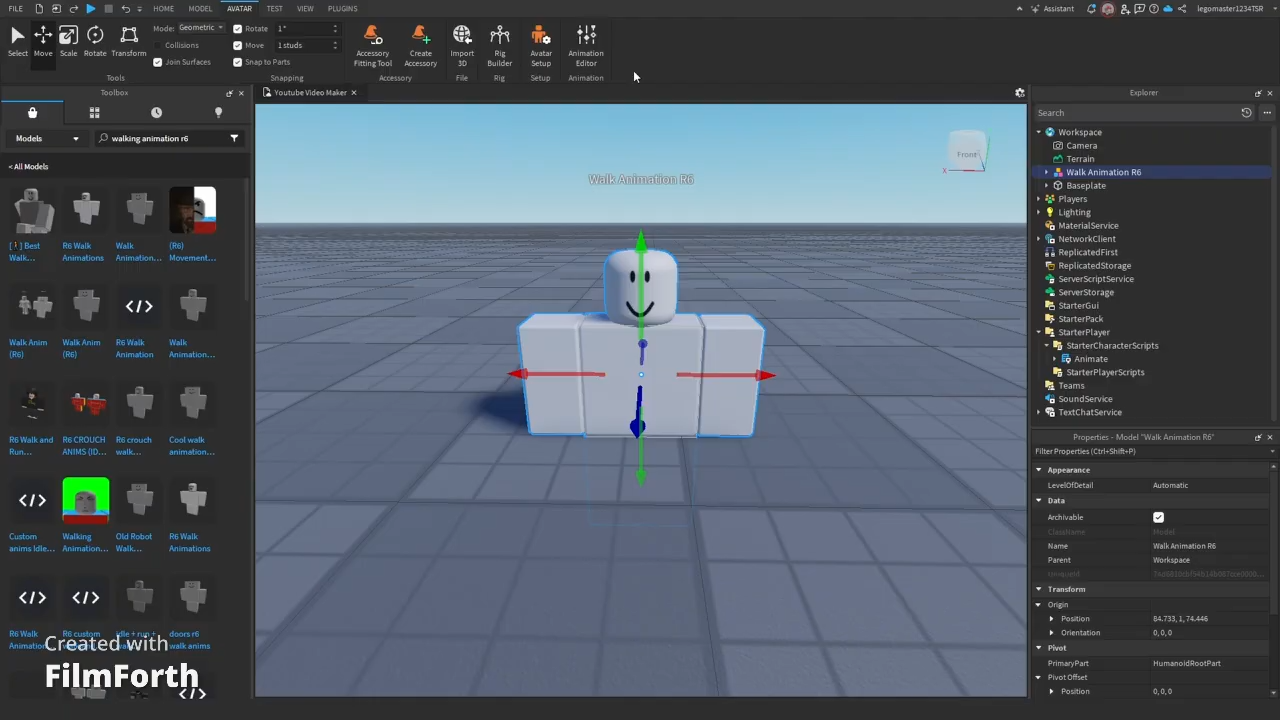 FILE
HOME
MODEL
AVATAR
TEST
VIEW
PLUGINS
Assistant
legomaster1234TSR
Select
Move
Scale
Rotate
Transform
Mode: Geometric
Collisions
Join Surfaces
Tools
Rotate 1°
Move 1 studs
Snap to Parts
Snapping
Accessory
Fitting Tool
Create
Accessory
Accessory
Import
3D
File
Rig
Builder
Rig
Avatar
Setup
Setup
Animation
Editor
Animation
Toolbox
Models
walking animation r6
< All Models
Best
Walk...
R6 Walk
Animations
Walk
Animation...
(R6)
Movement...
Walk Anim
(R6)
Walk Anim
(R6)
R6 Walk
Animation
Walk
Animation...
R6 Walk and
Run...
R6 CROUCH
ANIMS (ID...
R6 crouch
walk...
Cool walk
animation...
Custom
anims Idle...
Walking
Animation...
Old Robot
Walk...
R6 Walk
Animations
R6 Walk
Animation
R6 custom
idle + run +
walk anims
doors r6
walk anims
Created with
FilmForth
Youtube Video Maker
Walk Animation R6
Front
X
Explorer
Search
Workspace
Camera
Terrain
Walk Animation R6
Baseplate
Players
Lighting
MaterialService
NetworkClient
ReplicatedFirst
ReplicatedStorage
ServerScriptService
ServerStorage
StarterGui
StarterPack
StarterPlayer
StarterCharacterScripts
Animate
StarterPlayerScripts
Teams
SoundService
TextChatService
Properties - Model "Walk Animation R6"
Filter Properties (Ctrl+Shift+P)
Appearance
LevelOfDetail Automatic
Data
Archivable
ClassName Model
Name Walk Animation R6
Parent Workspace
UniqueId
Transform
Origin
Position 84.733, 1, 74.446
Orientation 0, 0, 0
Pivot
PrimaryPart HumanoidRootPart
Pivot Offset
Position 0, 0, 0